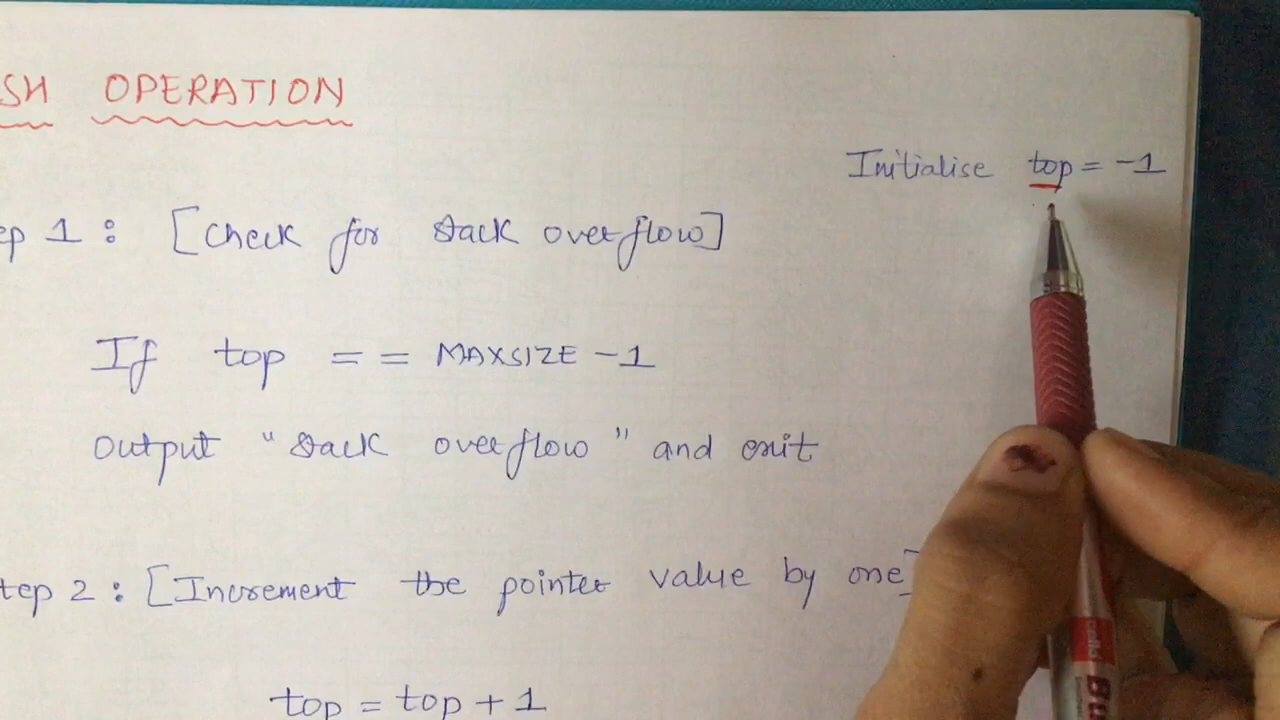 SH OPERATION
Initialise top = -1
ep 1 : [Check for stack overflow]
If top == MAXSIZE -1
Output "Stack overflow" and exit
tep 2 : [Increment the pointer value by one]
top = top + 1